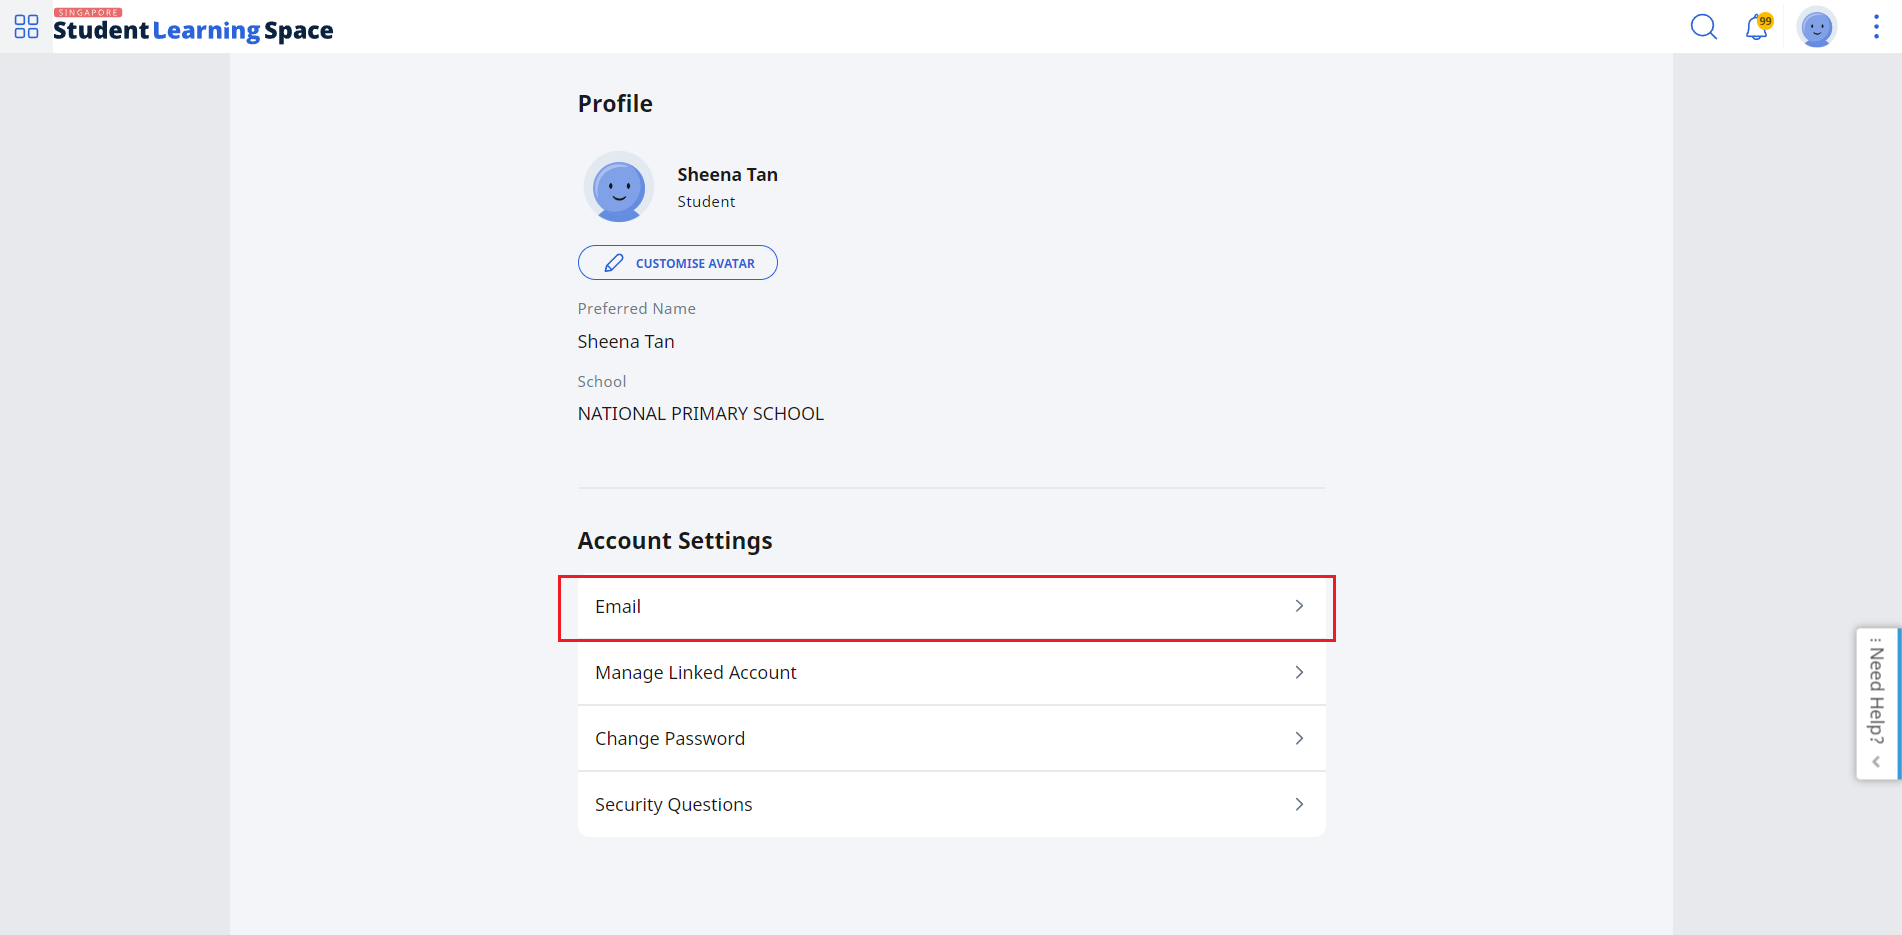 SINGAPORE
Student Learning Space
99
Profile
Sheena Tan
Student
CUSTOMISE AVATAR
Preferred Name
Sheena Tan
School
NATIONAL PRIMARY SCHOOL
Account Settings
Email
Manage Linked Account
Change Password
Security Questions
Need Help?